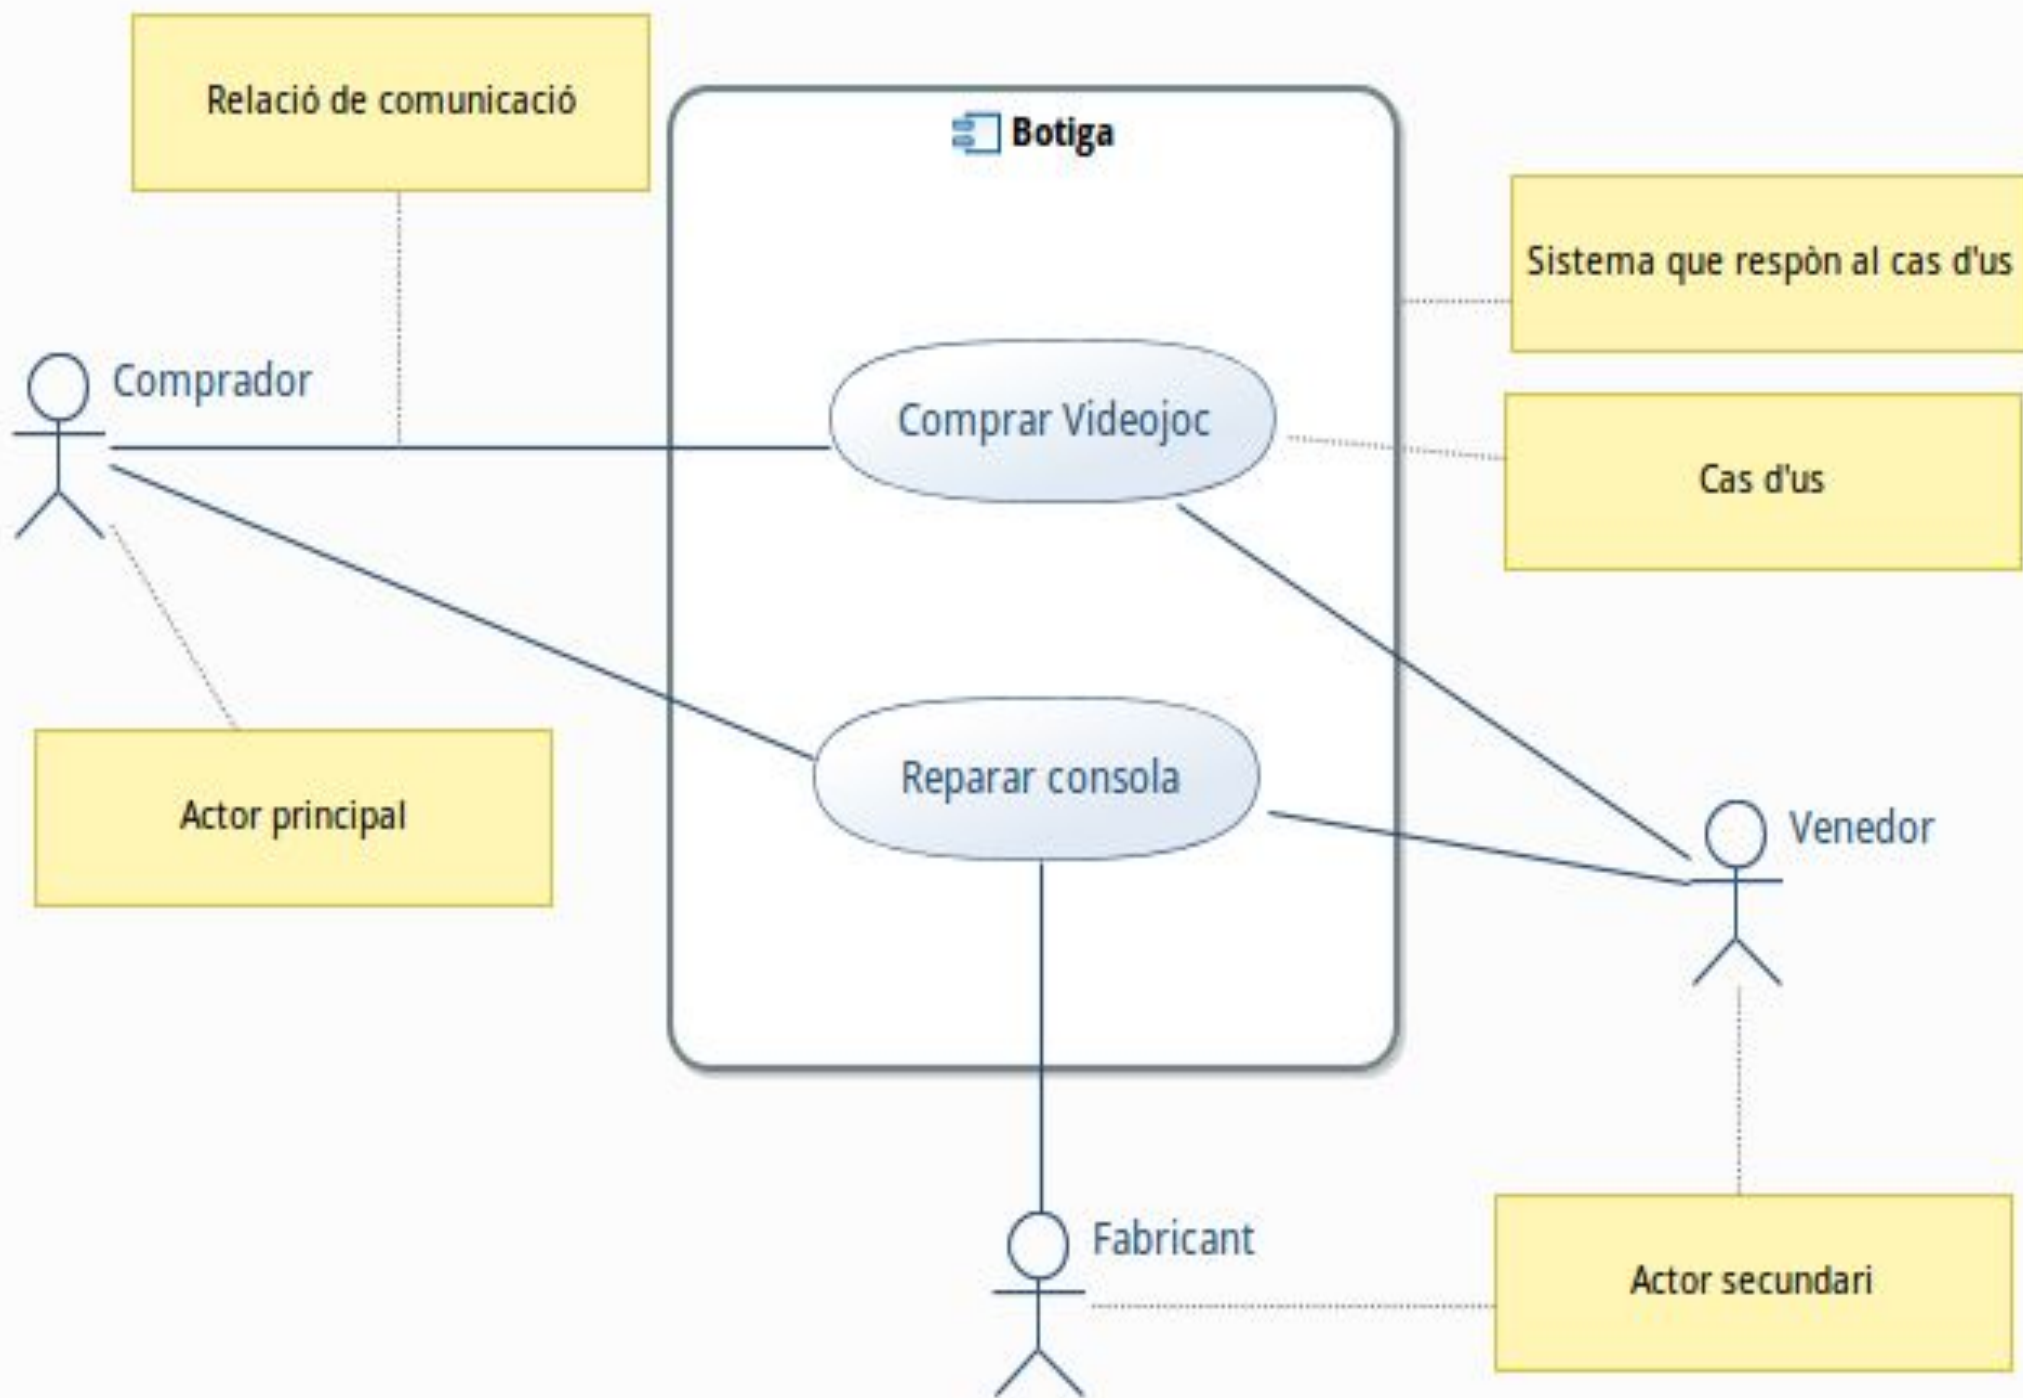 Relació de comunicació
Botiga
Sistema que respòn al cas d'us
Comprador
Comprar Videojoc
Cas d'us
Reparar consola
Actor principal
Venedor
Fabricant
Actor secundari